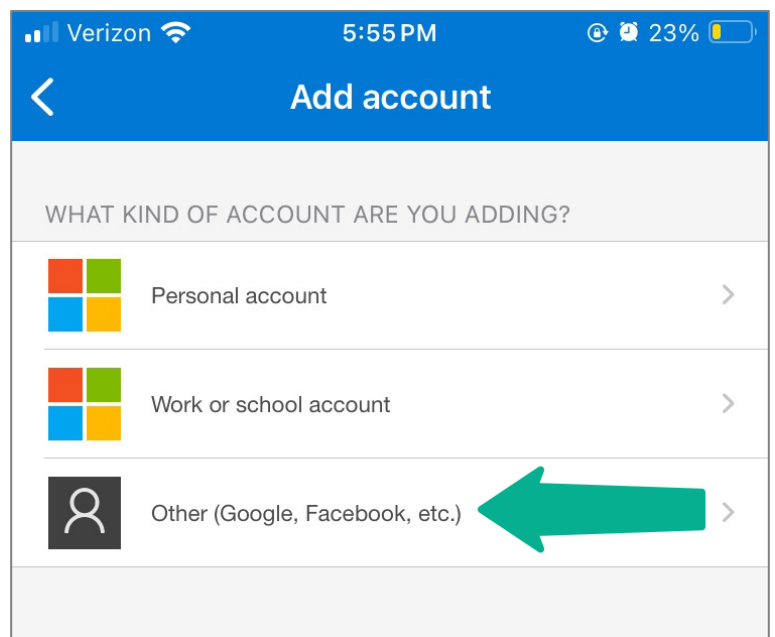 Verizon 5:55 PM 23%
Add account
WHAT KIND OF ACCOUNT ARE YOU ADDING?
Personal account
Work or school account
Other (Google, Facebook, etc.)